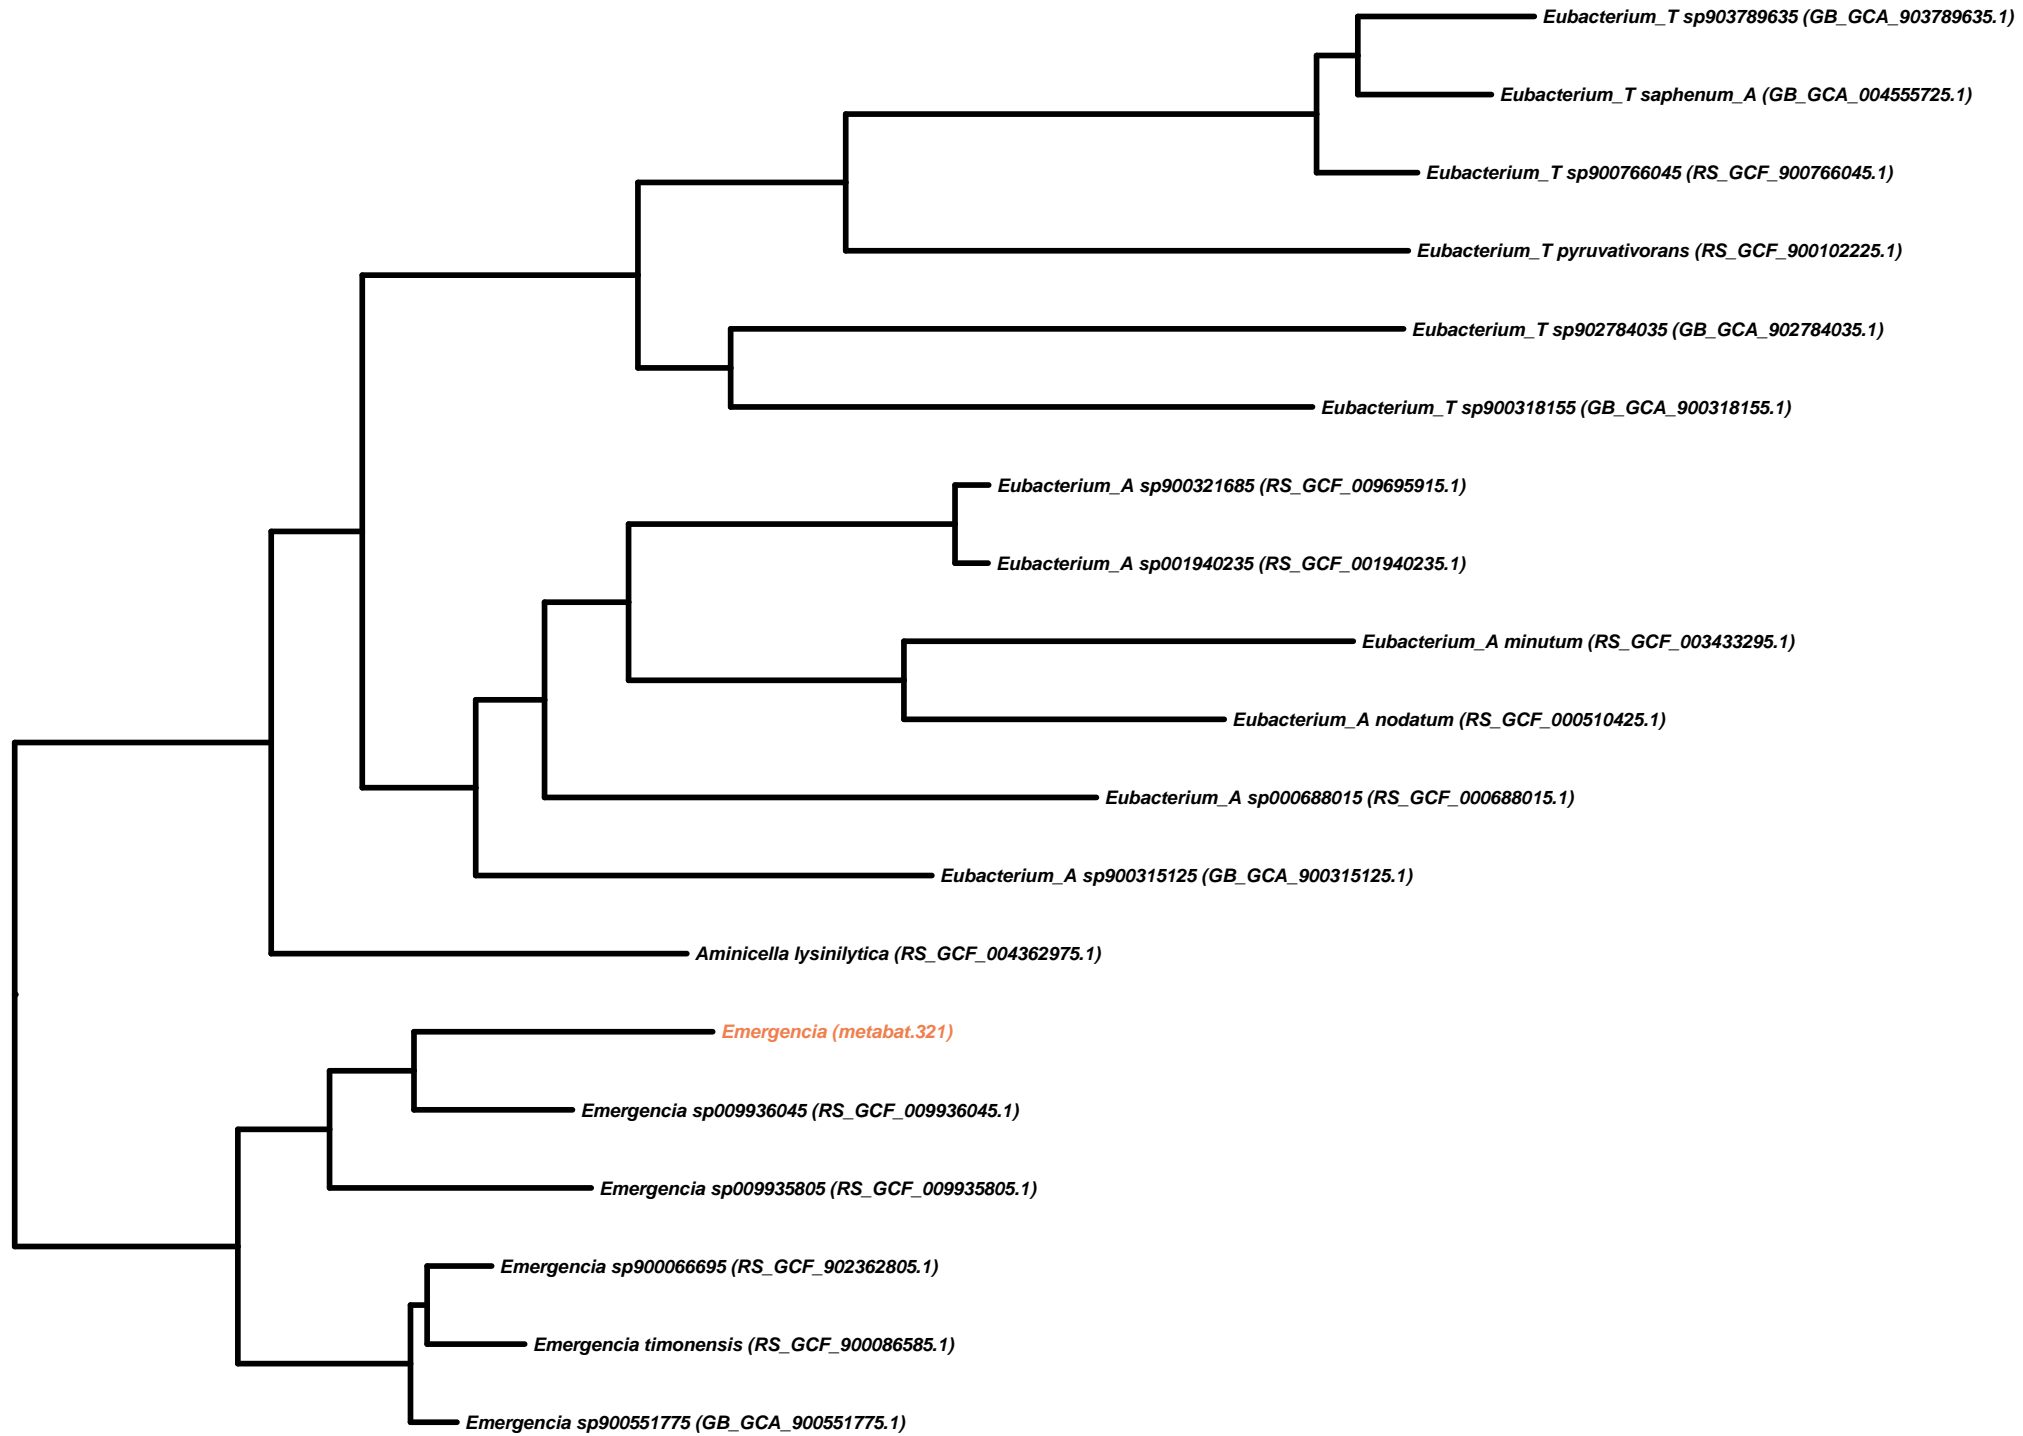 Eubacterium_T sp903789635 (GB_GCA_903789635.1)
Eubacterium_T saphenum_A (GB_GCA_004555725.1)
Eubacterium_T sp900766045 (RS_GCF_900766045.1)
Eubacterium_T pyruvativorans (RS_GCF_900102225.1)
Eubacterium_T sp902784035 (GB_GCA_902784035.1)
Eubacterium_T sp900318155 (GB_GCA_900318155.1)
Eubacterium_A sp900321685 (RS_GCF_009695915.1)
Eubacterium_A sp001940235 (RS_GCF_001940235.1)
Eubacterium_A minutum (RS_GCF_003433295.1)
Eubacterium_A nodatum (RS_GCF_000510425.1)
Eubacterium_A sp000688015 (RS_GCF_000688015.1)
Eubacterium_A sp900315125 (GB_GCA_900315125.1)
Aminicella lysinilytica (RS_GCF_004362975.1)
Emergencia (metabat.321)
Emergencia sp009936045 (RS_GCF_009936045.1)
Emergencia sp009935805 (RS_GCF_009935805.1)
Emergencia sp900066695 (RS_GCF_902362805.1)
Emergencia timonensis (RS_GCF_900086585.1)
Emergencia sp900551775 (GB_GCA_900551775.1)